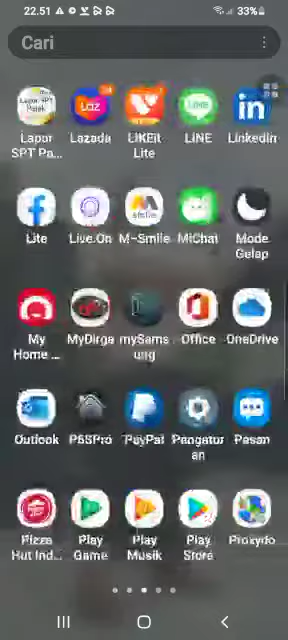 22.51
33%
Cari
Lapor SPT Pa...
Lazada
LIKEit Lite
LINE
LinkedIn
Lite
Live.On
M-Smile
MiChat
Mode Gelap
My Home ...
MyDirga
mySamsung
Office
OneDrive
Outlook
PayPal
Pengaturan
Pesan
Pizza Hut Ind...
Play Game
Play Musik
Play Store